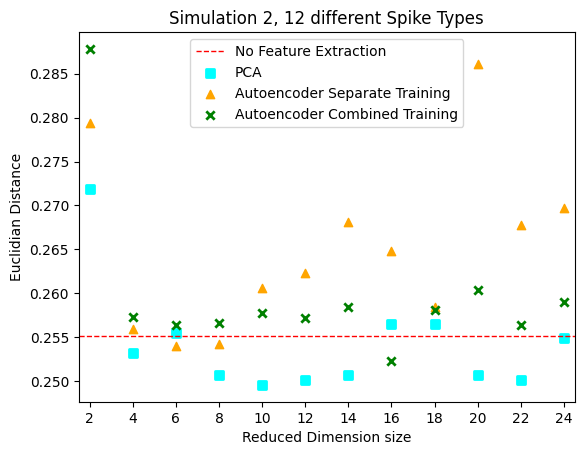 Simulation 2, 12 different Spike Types
No Feature Extraction
PCA
Autoencoder Separate Training
Autoencoder Combined Training
Euclidian Distance
0.285
0.280
0.275
0.270
0.265
0.260
0.255
0.250
2 4 6 8 10 12 14 16 18 20 22 24
Reduced Dimension size